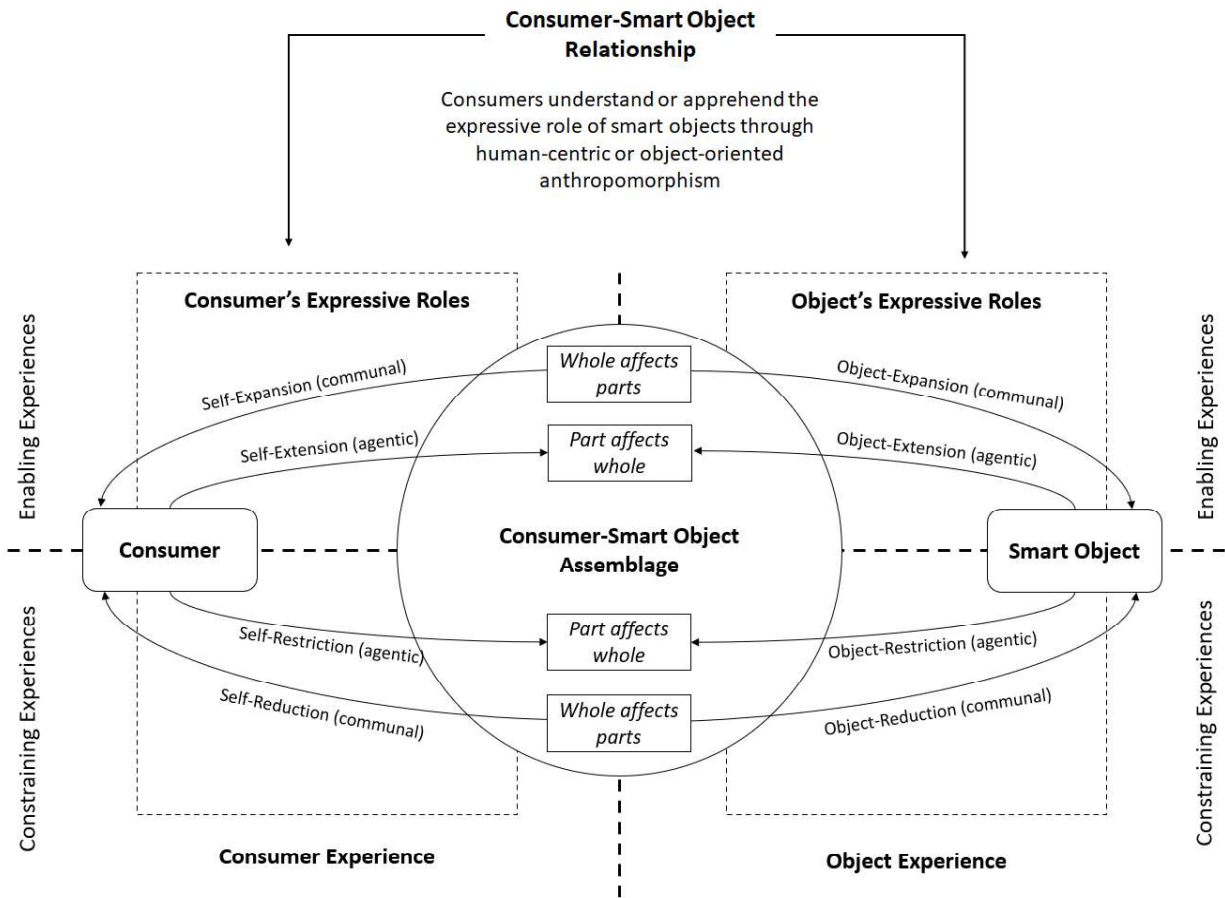 Consumer-Smart Object
Relationship
Consumers understand or apprehend the
expressive role of smart objects through
human-centric or object-oriented
anthropomorphism
Consumer's Expressive Roles
Object's Expressive Roles
Enabling Experiences
Enabling Experiences
Whole affects
parts
Self-Expansion (communal)
Object-Expansion (communal)
Part affects
whole
Self-Extension (agentic)
Object-Extension (agentic)
Consumer
Consumer-Smart Object
Assemblage
Smart Object
Constraining Experiences
Constraining Experiences
Part affects
whole
Self-Restriction (agentic)
Object-Restriction (agentic)
Whole affects
parts
Self-Reduction (communal)
Object-Reduction (communal)
Consumer Experience
Object Experience